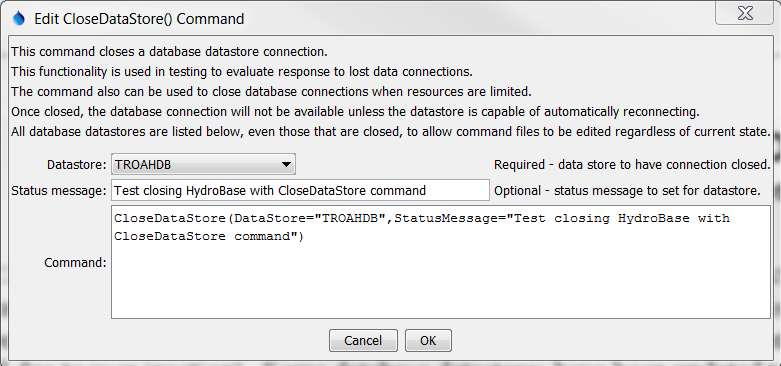 Edit CloseDataStore() Command
This command closes a database datastore connection.
This functionality is used in testing to evaluate response to lost data connections.
The command also can be used to close database connections when resources are limited.
Once closed, the database connection will not be available unless the datastore is capable of automatically reconnecting.
All database datastores are listed below, even those that are closed, to allow command files to be edited regardless of current state.
Datastore: TROAHDB Required - data store to have connection closed.
Status message: Test closing HydroBase with CloseDataStore command Optional - status message to set for datastore.
CloseDataStore(DataStore="TROAHDB",StatusMessage="Test closing HydroBase with
CloseDataStore command")
Command:
Cancel OK